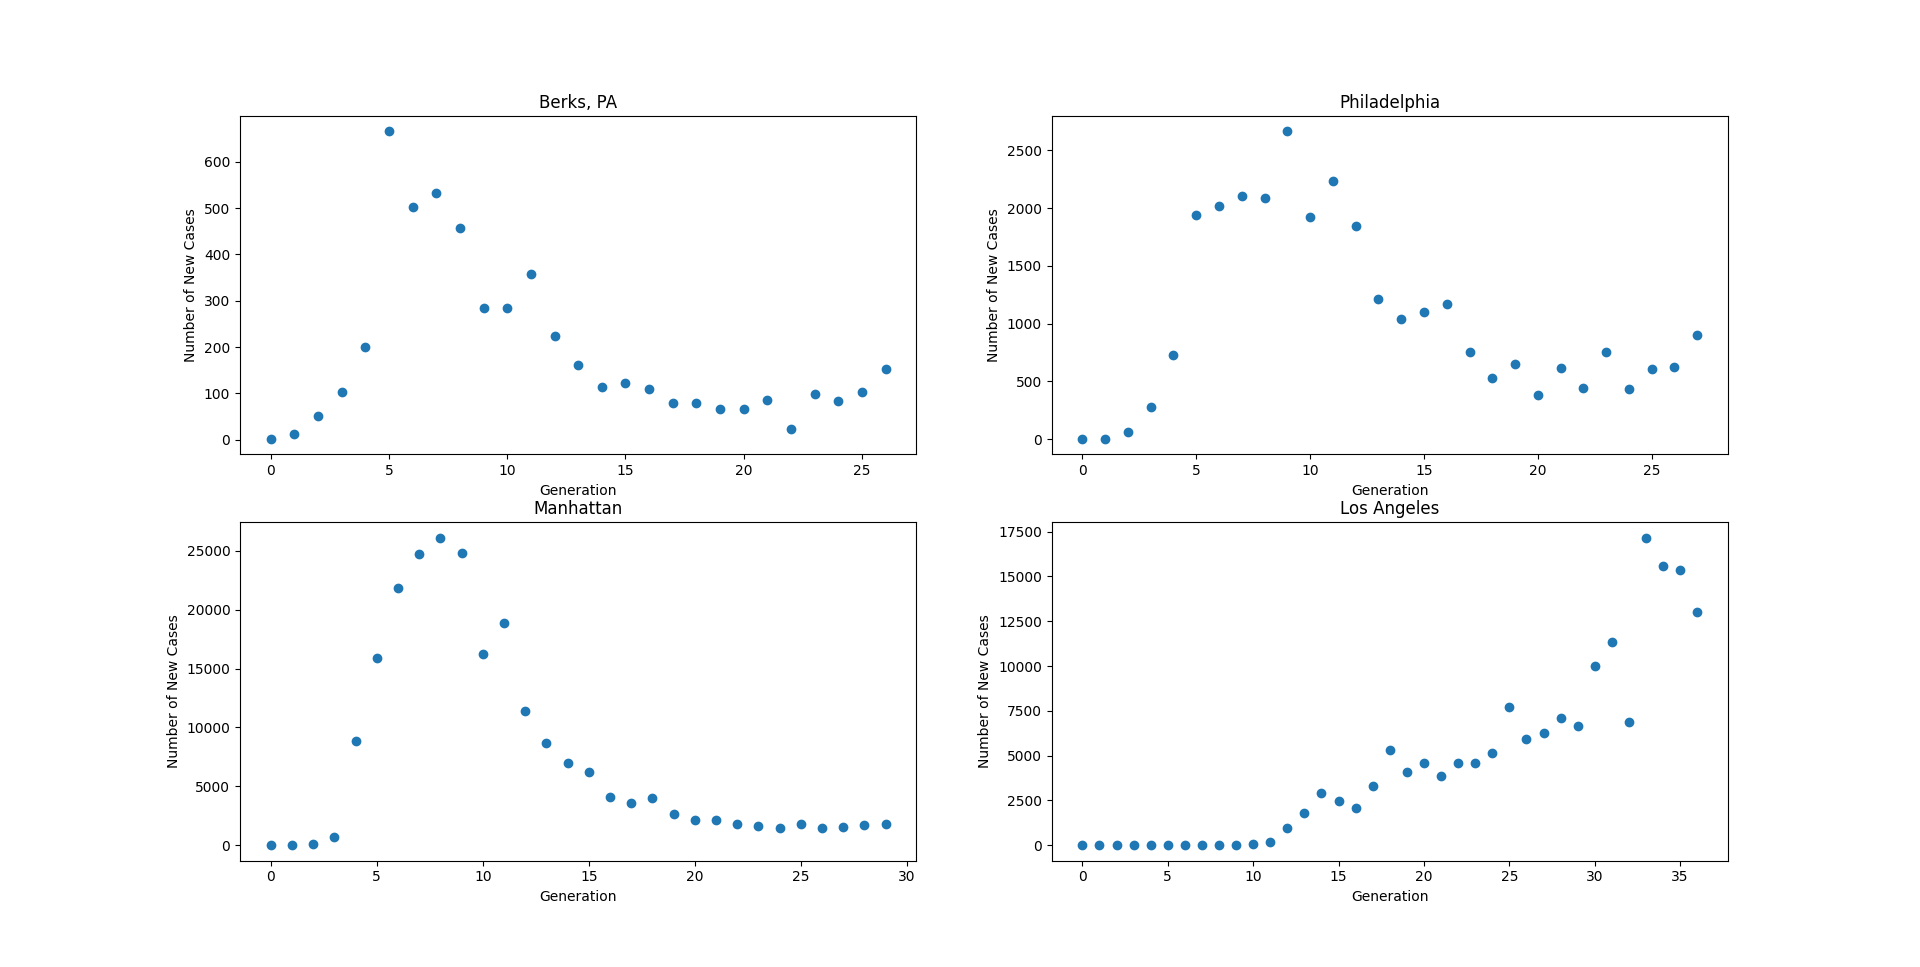 Berks, PA
Number of New Cases
600
500
400
300
200
100
0
0 5 10 15 20 25
Generation
Philadelphia
Number of New Cases
2500
2000
1500
1000
500
0
0 5 10 15 20 25
Generation
Manhattan
Number of New Cases
25000
20000
15000
10000
5000
0
0 5 10 15 20 25 30
Generation
Los Angeles
Number of New Cases
17500
15000
12500
10000
7500
5000
2500
0
0 5 10 15 20 25 30 35
Generation